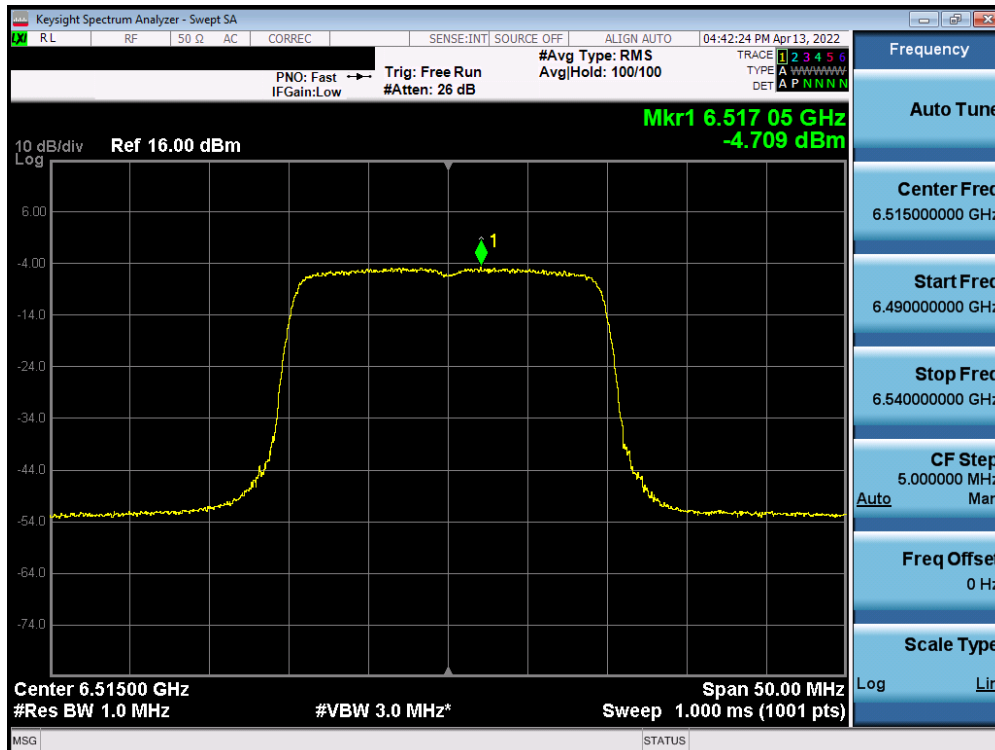 Keysight Spectrum Analyzer - Swept SA
LXI RL RF 50 Ω AC CORREC SENSE:INT SOURCE OFF ALIGN AUTO 04:42:24 PM Apr 13, 2022
PNO: Fast
IFGain:Low
Trig: Free Run
#Atten: 26 dB
#Avg Type: RMS
Avg|Hold: 100/100
TRACE 1 2 3 4 5 6
TYPE A WWWWW
DET A P N N N N
Mkr1 6.517 05 GHz
-4.709 dBm
10 dB/div Ref 16.00 dBm
Log
1
6.00
-4.00
-14.0
-24.0
-34.0
-44.0
-54.0
-64.0
-74.0
Center 6.51500 GHz Span 50.00 MHz
#Res BW 1.0 MHz #VBW 3.0 MHz* Sweep 1.000 ms (1001 pts)
MSG STATUS
Frequency
Auto Tune
Center Freq
6.515000000 GHz
Start Freq
6.490000000 GHz
Stop Freq
6.540000000 GHz
CF Step
5.000000 MHz
Auto Man
Freq Offset
0 Hz
Scale Type
Log Lin